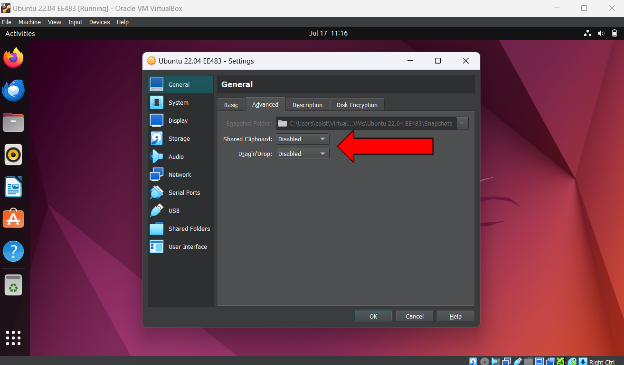 Ubuntu 22.04 EE483 [Running] - Oracle VM VirtualBox
File Machine View Input Devices Help
Activities
Jul 17 11:16
Ubuntu 22.04 EE483 - Settings
General
System
Display
Storage
Audio
Network
Serial Ports
USB
Shared Folders
User Interface
General
Basic Advanced Description Disk Encryption
Snapshot Folder:
VMs\Ubuntu 22.04 EE483\Snapshots
Shared Clipboard: Disabled
Drag'n'Drop: Disabled
OK Cancel Help
Right Ctrl